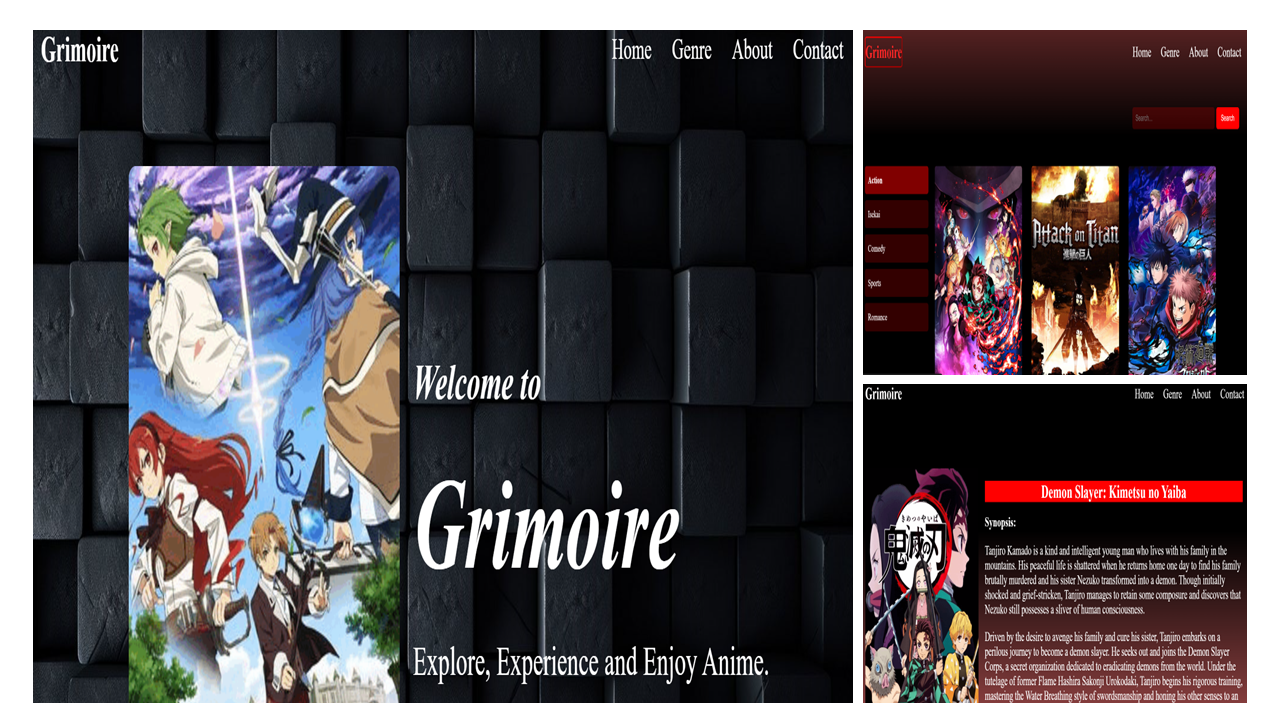 Grimoire
Home Genre About Contact
Welcome to
Grimoire
Explore, Experience and Enjoy Anime.
Grimoire
Home Genre About Contact
Search...
Search
Action
Isekai
Comedy
Sports
Romance
Attack on Titan
進撃の巨人
Grimoire
Home Genre About Contact
きめつのやいば
鬼滅の刃
Demon Slayer: Kimetsu no Yaiba
Synopsis:
Tanjiro Kamado is a kind and intelligent young man who lives with his family in the
mountains. His peaceful life is shattered when he returns home one day to find his family
brutally murdered and his sister Nezuko transformed into a demon. Though initially
shocked and grief-stricken, Tanjiro manages to retain some composure and discovers that
Nezuko still possesses a sliver of human consciousness.
Driven by the desire to avenge his family and cure his sister, Tanjiro embarks on a
perilous journey to become a demon slayer. He seeks out and joins the Demon Slayer
Corps, a secret organization dedicated to eradicating demons from the world. Under the
tutelage of former Flame Hashira Sakonji Urokodaki, Tanjiro begins his rigorous training,
mastering the Water Breathing style of swordsmanship and honing his other senses to an